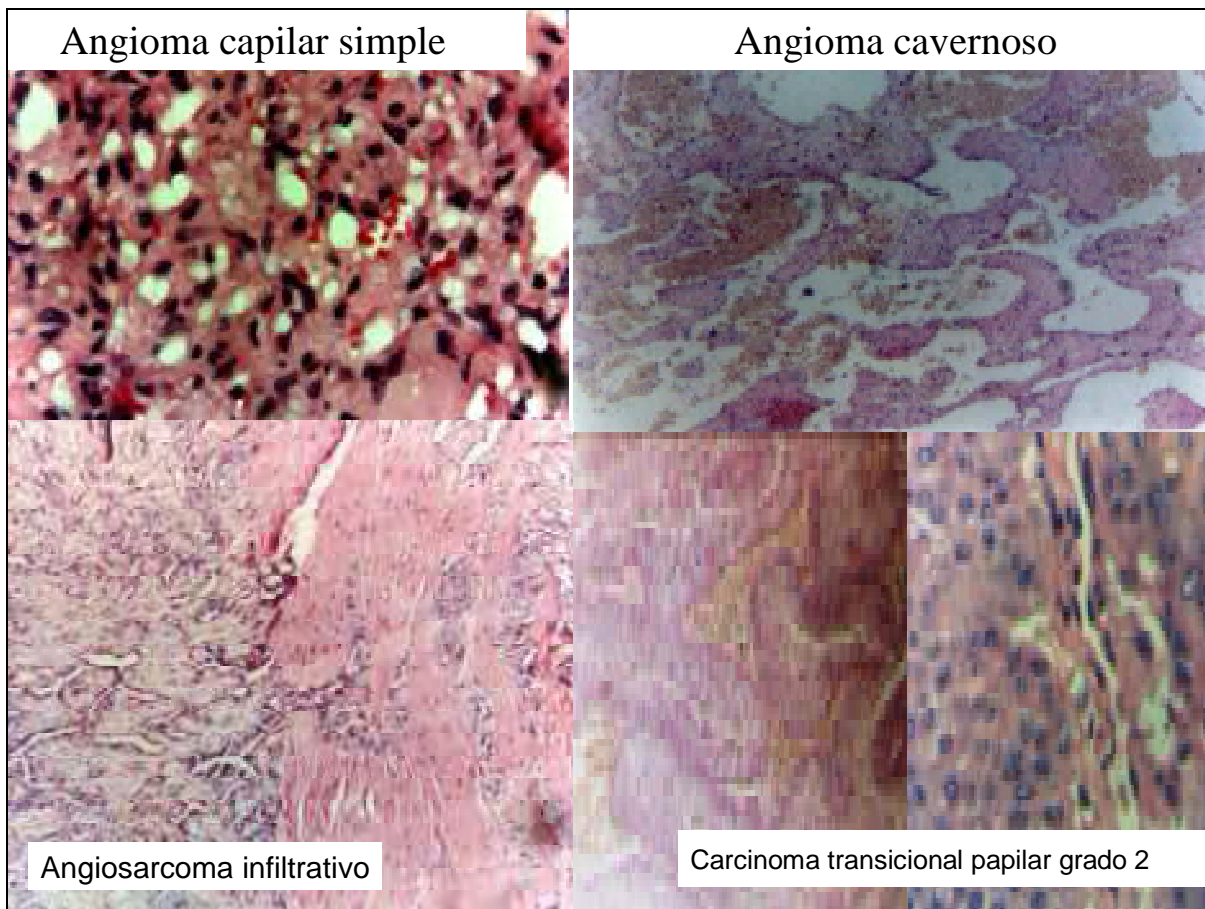 Angioma capilar simple
Angioma cavernoso
Angiosarcoma infiltrativo
Carcinoma transicional papilar grado 2